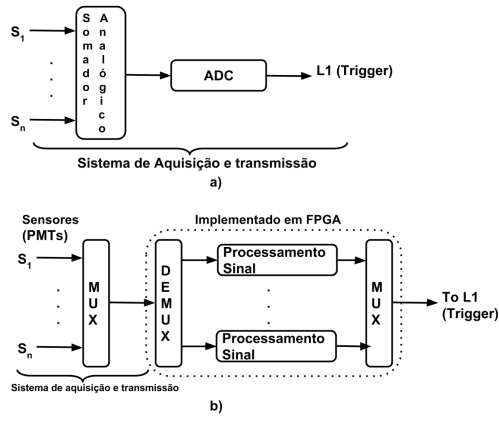 S1
Sn
Somador Analógico
ADC
L1 (Trigger)
Sistema de Aquisição e transmissão
a)
Sensores
(PMTs)
Implementado em FPGA
S1
Sn
MUX
DEMUX
Processamento
Sinal
Processamento
Sinal
MUX
To L1
(Trigger)
Sistema de aquisição e transmissão
b)